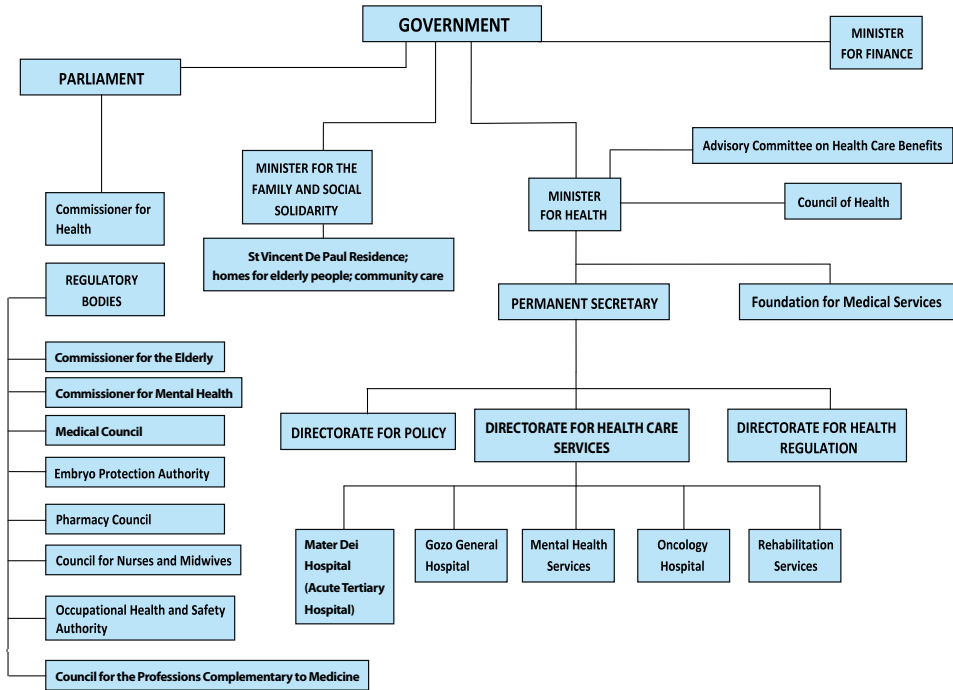 GOVERNMENT
MINISTER
FOR FINANCE
PARLIAMENT
Advisory Committee on Health Care Benefits
MINISTER FOR THE
FAMILY AND SOCIAL
SOLIDARITY
MINISTER
FOR HEALTH
Council of Health
Commissioner for
Health
St Vincent De Paul Residence;
homes for elderly people; community care
REGULATORY
BODIES
PERMANENT SECRETARY
Foundation for Medical Services
Commissioner for the Elderly
Commissioner for Mental Health
Medical Council
Embryo Protection Authority
Pharmacy Council
Council for Nurses and Midwives
Occupational Health and Safety
Authority
Council for the Professions Complementary to Medicine
DIRECTORATE FOR POLICY
DIRECTORATE FOR HEALTH CARE
SERVICES
DIRECTORATE FOR HEALTH
REGULATION
Mater Dei
Hospital
(Acute Tertiary
Hospital)
Gozo General
Hospital
Mental Health
Services
Oncology
Hospital
Rehabilitation
Services